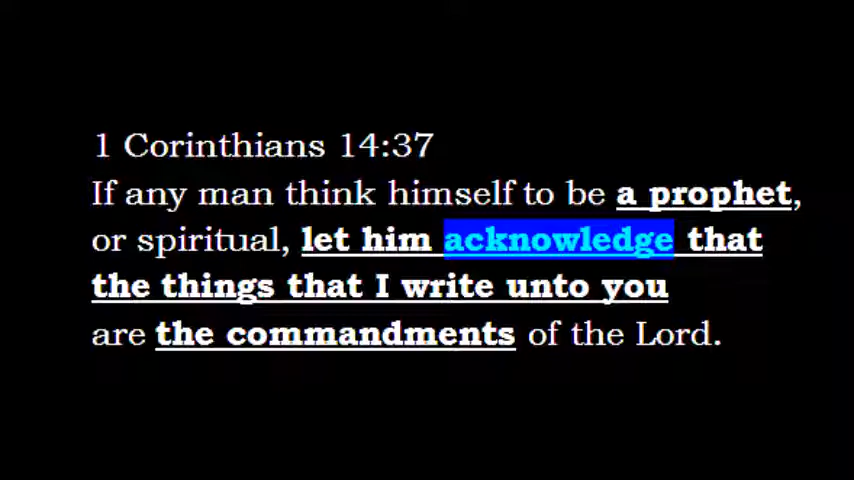 1 Corinthians 14:37
If any man think himself to be a prophet,
or spiritual, let him acknowledge that
the things that I write unto you
are the commandments of the Lord.